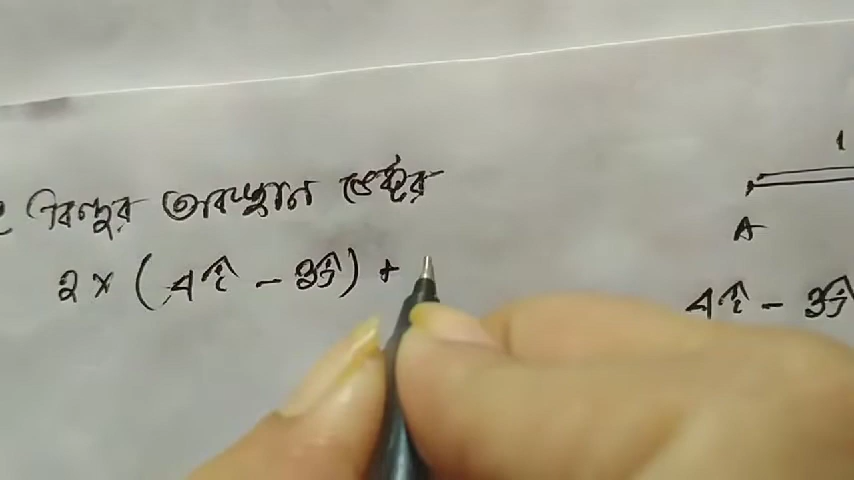 বিন্দুর অবস্থান ভেক্টর
2 × ( 4î − 3ĵ ) +
1
A
4î − 3ĵ